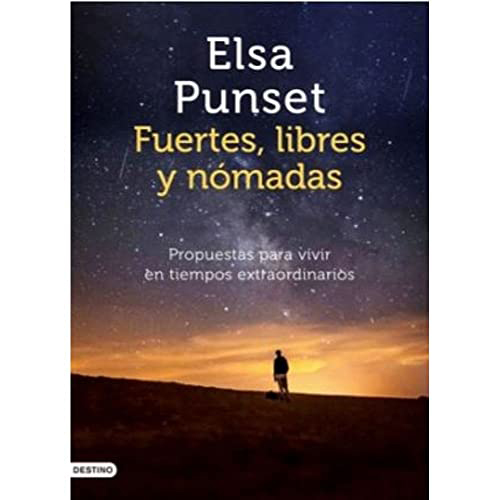 Elsa
Punset
Fuertes, libres
y nómadas
Propuestas para vivir
en tiempos extraordinarios
DESTINO